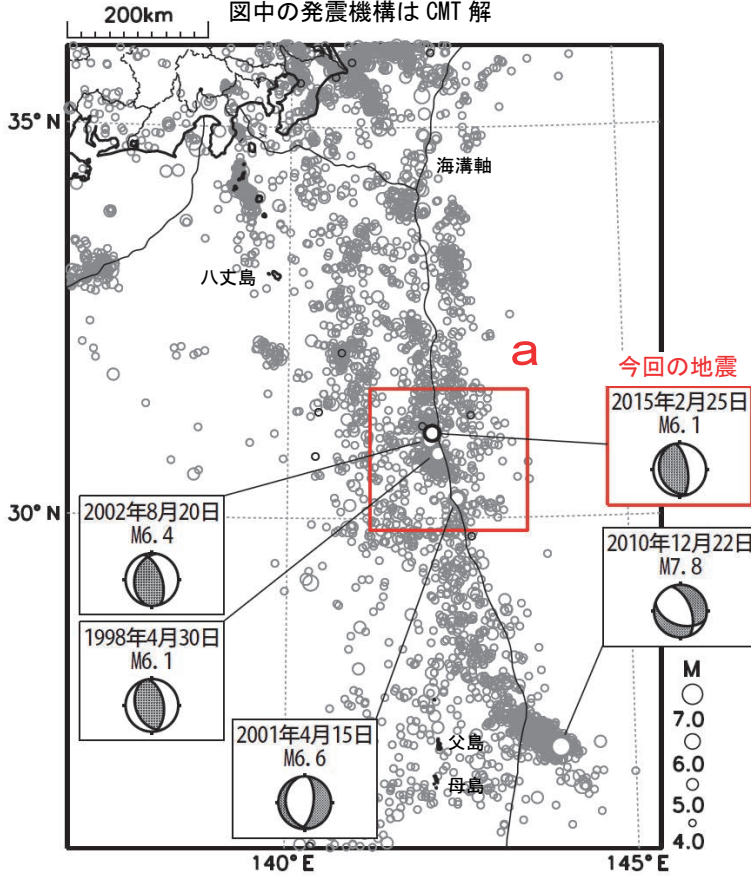 200km
図中の発震機構は CMT 解
35°N
海溝軸
八丈島
a
今回の地震
2015年2月25日
M6.1
30°N
2002年8月20日
M6.4
2010年12月22日
M7.8
1998年4月30日
M6.1
2001年4月15日
M6.6
父島
母島
M
7.0
6.0
5.0
4.0
140°E
145°E